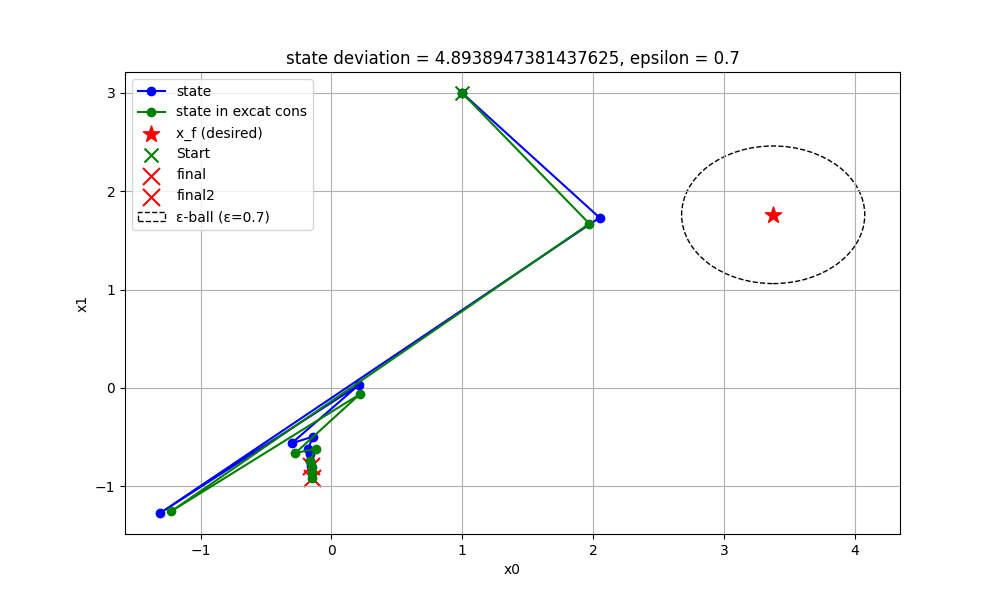 state deviation = 4.8938947381437625, epsilon = 0.7
state
state in excat cons
x_f (desired)
Start
final
final2
ε-ball (ε=0.7)
3
2
1
0
−1
x1
−1
0
1
2
3
4
x0